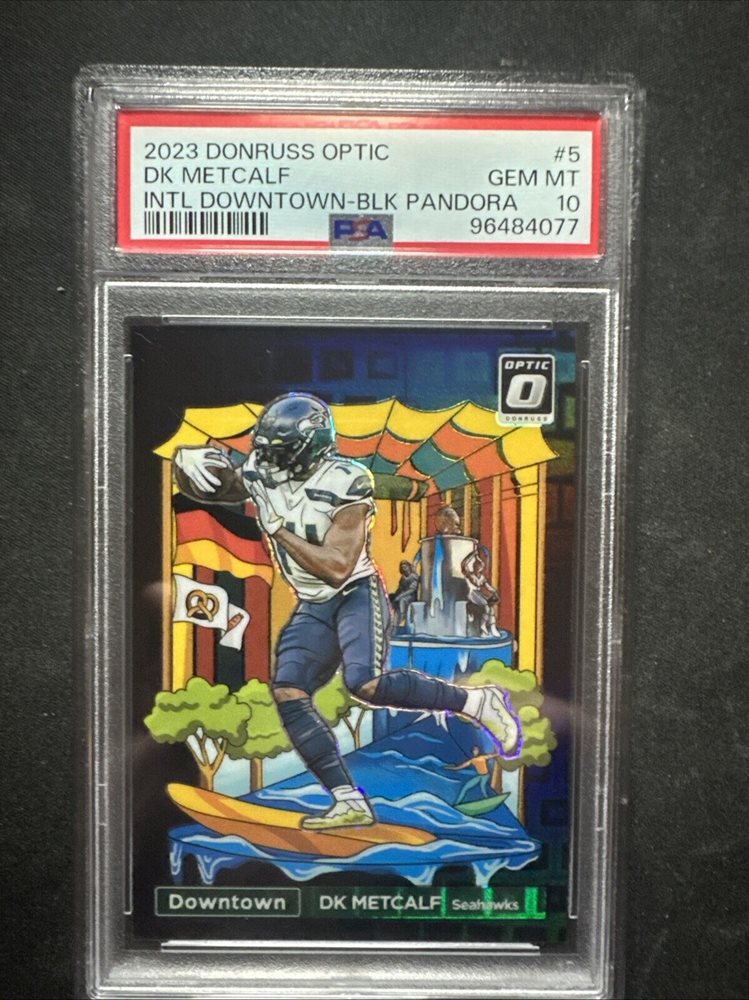 2023 DONRUSS OPTIC #5
DK METCALF GEM MT
INTL DOWNTOWN-BLK PANDORA 10
PSA 96484077
OPTIC
O
DONRUSS
14
Downtown DK METCALF Seahawks